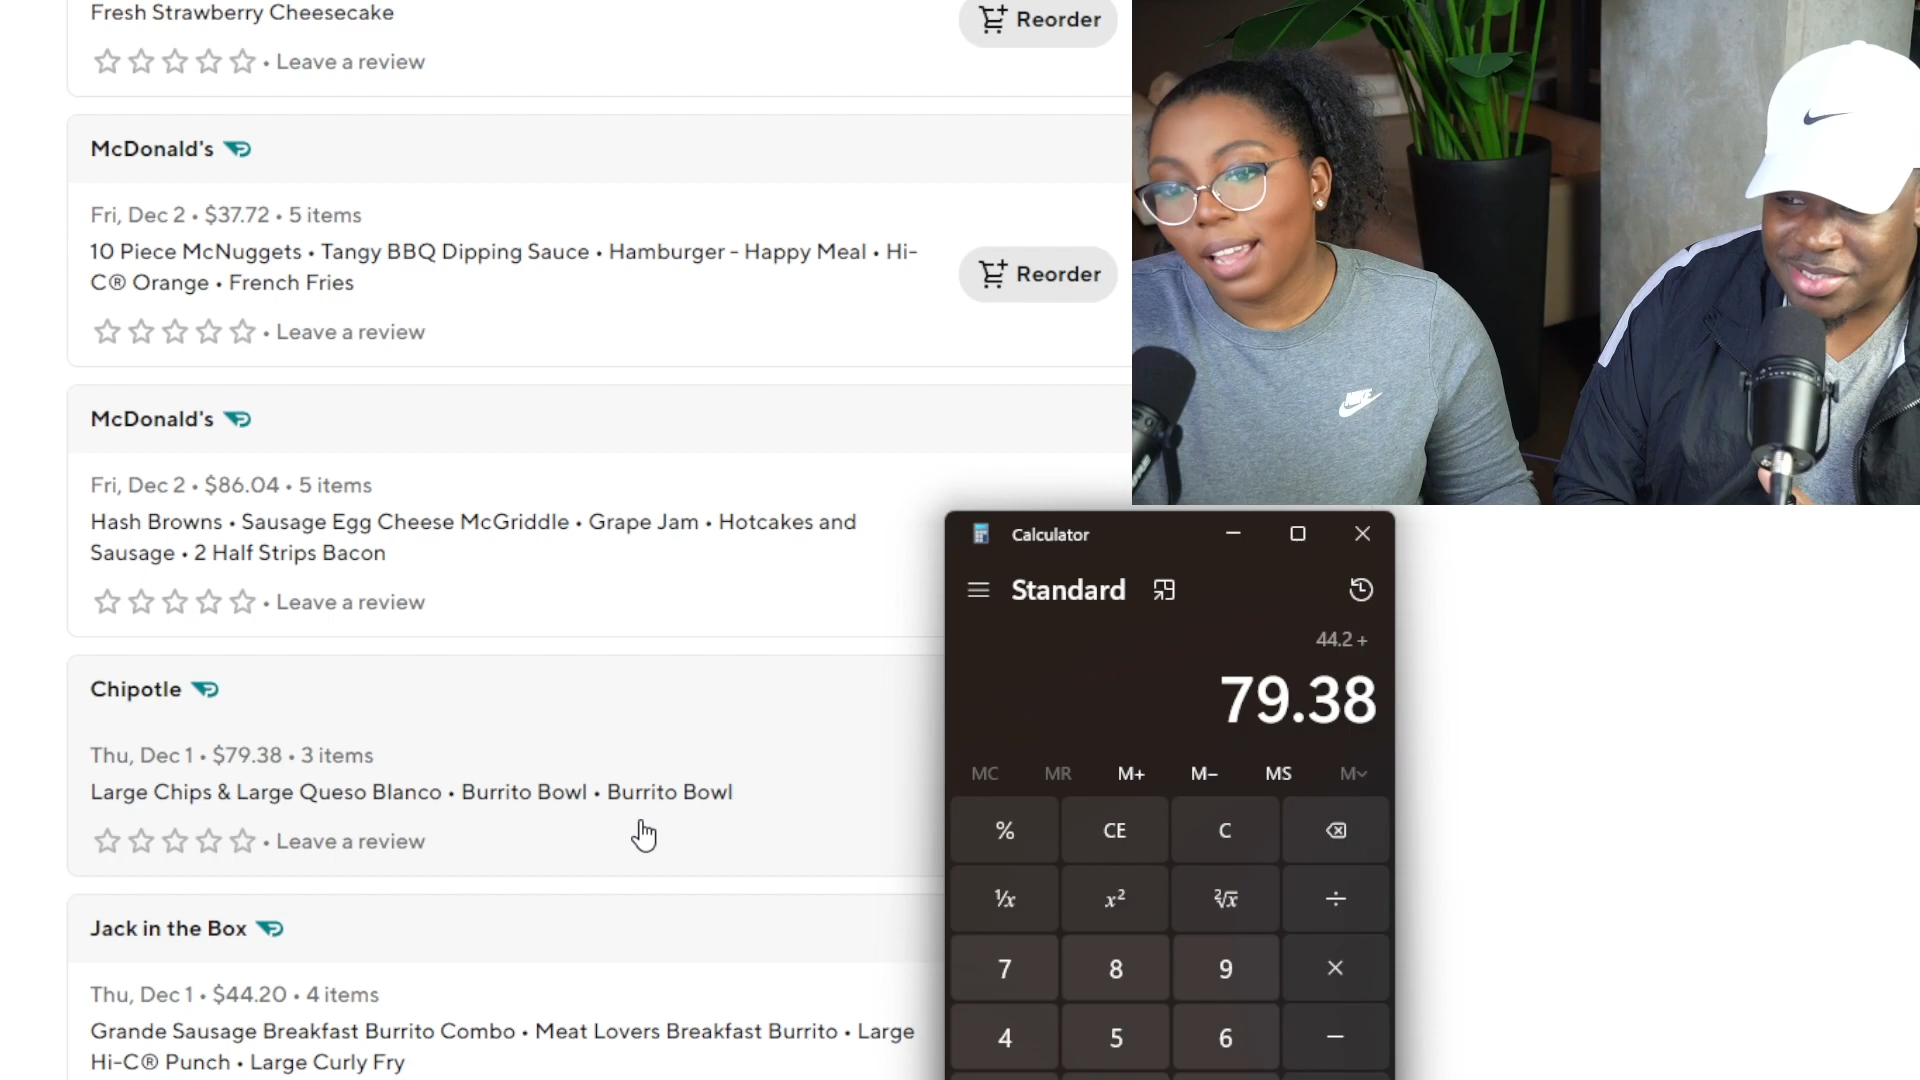 Fresh Strawberry Cheesecake
• Leave a review
Reorder
McDonald's
Fri, Dec 2 • $37.72 • 5 items
10 Piece McNuggets • Tangy BBQ Dipping Sauce • Hamburger - Happy Meal • Hi-
C® Orange • French Fries
• Leave a review
Reorder
McDonald's
Fri, Dec 2 • $86.04 • 5 items
Hash Browns • Sausage Egg Cheese McGriddle • Grape Jam • Hotcakes and
Sausage • 2 Half Strips Bacon
• Leave a review
Chipotle
Thu, Dec 1 • $79.38 • 3 items
Large Chips & Large Queso Blanco • Burrito Bowl • Burrito Bowl
• Leave a review
Jack in the Box
Thu, Dec 1 • $44.20 • 4 items
Grande Sausage Breakfast Burrito Combo • Meat Lovers Breakfast Burrito • Large
Hi-C® Punch • Large Curly Fry
NIKE
Calculator
Standard
44.2 +
79.38
MC MR M+ M− MS M˅
% CE C
¹/x x² ²√x ÷
7 8 9 ×
4 5 6 −